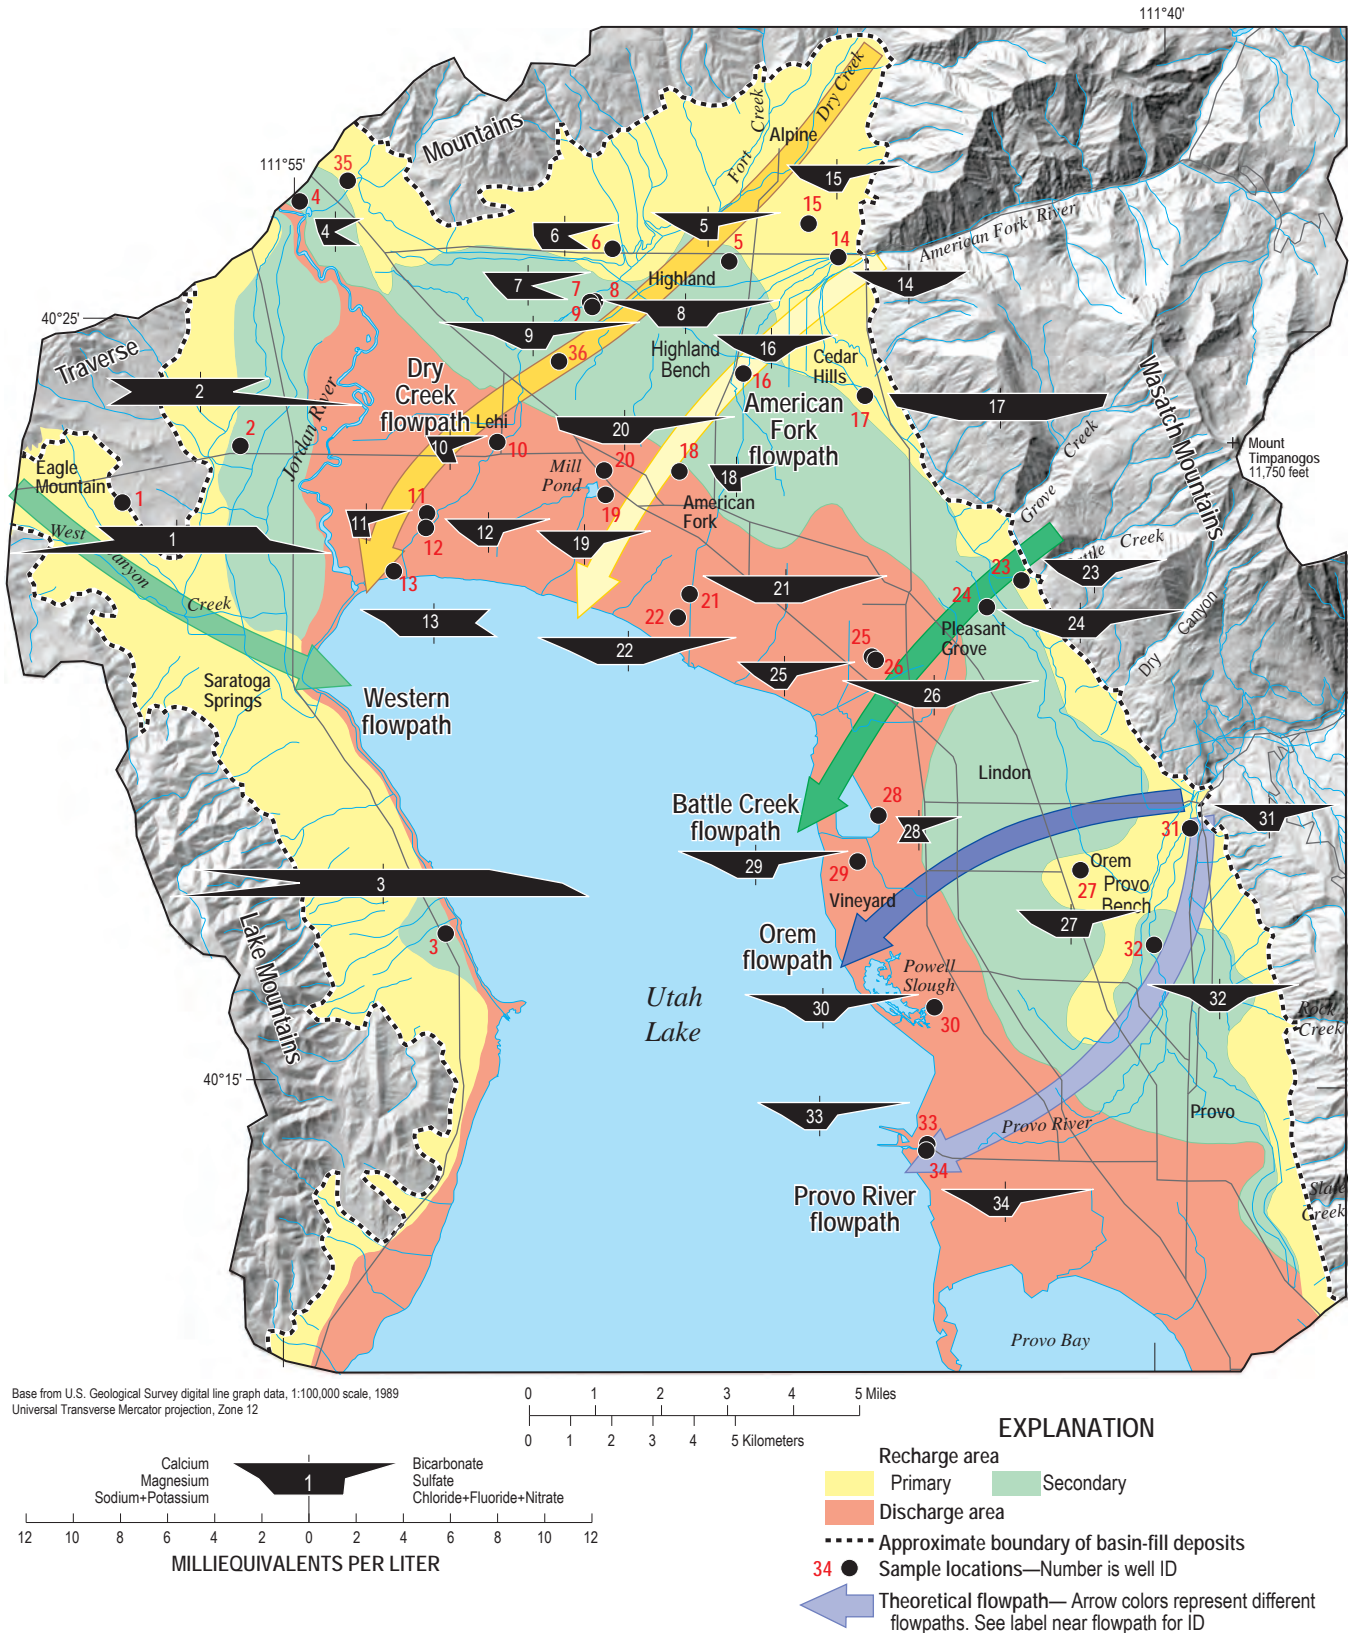 111°40'
Mountains
Fort Creek
Dry Creek
Alpine
111°55'
35
4
4
15
15
6
6
5
5
14
American Fork River
Highland
7
7
8
9
8
14
40°25'
9
36
Highland
Bench
16
16
Cedar
Hills
Traverse
2
Dry
Creek
flowpath
Lehi
American
Fork
flowpath
17
17
Wasatch Mountains
Mount
Timpanogos
11,750 feet
Jordan River
2
10
10
20
20
Mill
Pond
18
18
Grove Creek
Eagle
Mountain
1
11
11
12
12
19
19
American
Fork
West
Canyon
Creek
1
Battle Creek
23
23
13
13
21
21
22
22
24
24
Pleasant
Grove
Dry Canyon
25
25
26
26
Saratoga
Springs
Western
flowpath
Lindon
Battle Creek
flowpath
28
28
31
31
29
29
Vineyard
Orem
27
Provo
Bench
27
3
3
Lake Mountains
Orem
flowpath
32
32
Powell
Slough
Utah
Lake
30
30
Rock
Creek
40°15'
33
33
34
34
Provo River
Provo
Provo River
flowpath
Slate
Creek
Provo Bay
Base from U.S. Geological Survey digital line graph data, 1:100,000 scale, 1989
Universal Transverse Mercator projection, Zone 12
0 1 2 3 4 5 Miles
0 1 2 3 4 5 Kilometers
Calcium
Magnesium
Sodium+Potassium
1
Bicarbonate
Sulfate
Chloride+Fluoride+Nitrate
12 10 8 6 4 2 0 2 4 6 8 10 12
MILLIEQUIVALENTS PER LITER
EXPLANATION
Recharge area
Primary
Secondary
Discharge area
Approximate boundary of basin-fill deposits
34 Sample locations—Number is well ID
Theoretical flowpath— Arrow colors represent different
flowpaths. See label near flowpath for ID